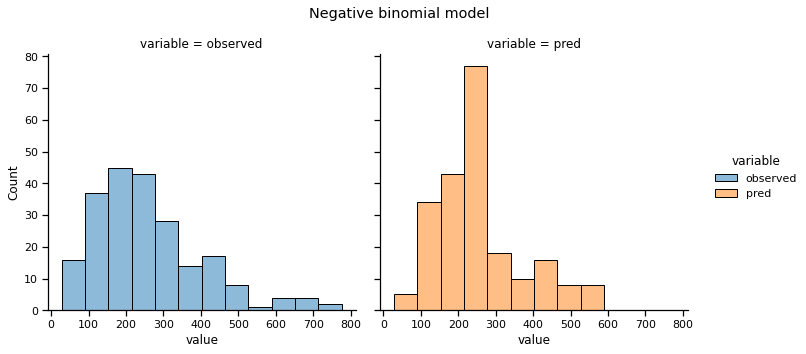 Negative binomial model
variable = observed
variable = pred
80
70
60
50
40
30
20
10
0
Count
0 100 200 300 400 500 600 700 800
0 100 200 300 400 500 600 700 800
value
value
variable
observed
pred